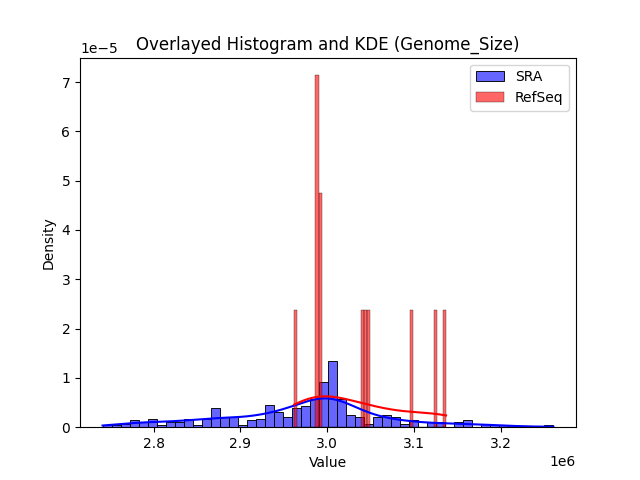 Overlayed Histogram and KDE (Genome_Size)
1e−5
SRA
RefSeq
7
6
5
4
3
2
1
0
Density
2.8
2.9
3.0
3.1
3.2
Value
1e6